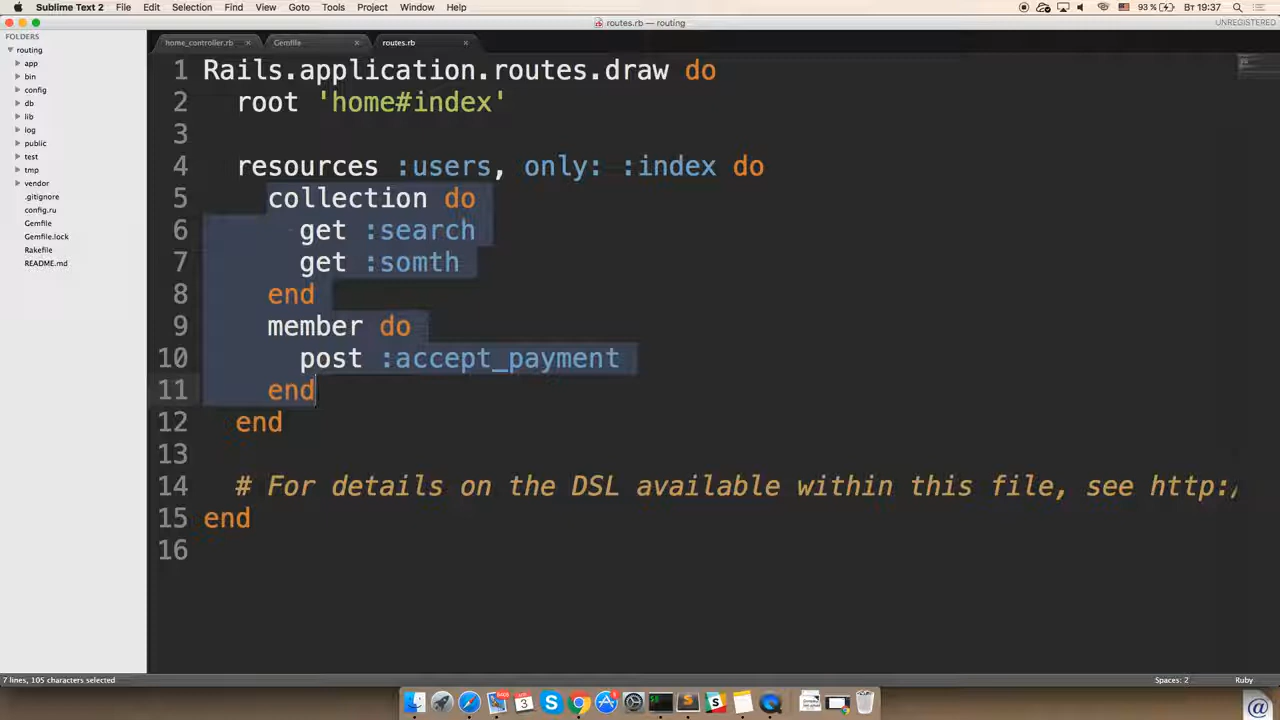 Sublime Text 2 File Edit Selection Find View Goto Tools Project Window Help 93 % Вт 19:37
routes.rb — routing UNREGISTERED
FOLDERS
routing
app
bin
config
db
lib
log
public
test
tmp
vendor
.gitignore
config.ru
Gemfile
Gemfile.lock
Rakefile
README.md
home_controller.rb Gemfile routes.rb
1 Rails.application.routes.draw do
2 root 'home#index'
3
4 resources :users, only: :index do
5 collection do
6 get :search
7 get :somth
8 end
9 member do
10 post :accept_payment
11 end
12 end
13
14 # For details on the DSL available within this file, see http:/
15 end
16
7 lines, 105 characters selected Spaces: 2 Ruby